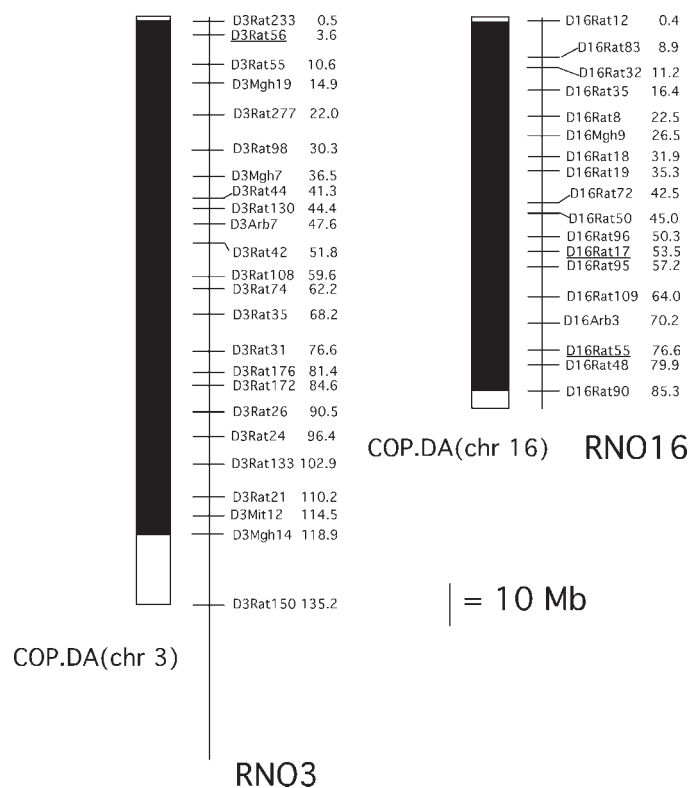 D3Rat233 0.5
D3Rat56 3.6
D3Rat55 10.6
D3Mgh19 14.9
D3Rat277 22.0
D3Rat98 30.3
D3Mgh7 36.5
D3Rat44 41.3
D3Rat130 44.4
D3Arb7 47.6
D3Rat42 51.8
D3Rat108 59.6
D3Rat74 62.2
D3Rat35 68.2
D3Rat31 76.6
D3Rat176 81.4
D3Rat172 84.6
D3Rat26 90.5
D3Rat24 96.4
D3Rat133 102.9
D3Rat21 110.2
D3Mit12 114.5
D3Mgh14 118.9
D3Rat150 135.2
COP.DA(chr 3)
RNO3
D16Rat12 0.4
D16Rat83 8.9
D16Rat32 11.2
D16Rat35 16.4
D16Rat8 22.5
D16Mgh9 26.5
D16Rat18 31.9
D16Rat19 35.3
D16Rat72 42.5
D16Rat50 45.0
D16Rat96 50.3
D16Rat17 53.5
D16Rat95 57.2
D16Rat109 64.0
D16Arb3 70.2
D16Rat55 76.6
D16Rat48 79.9
D16Rat90 85.3
COP.DA(chr 16) RNO16
= 10 Mb